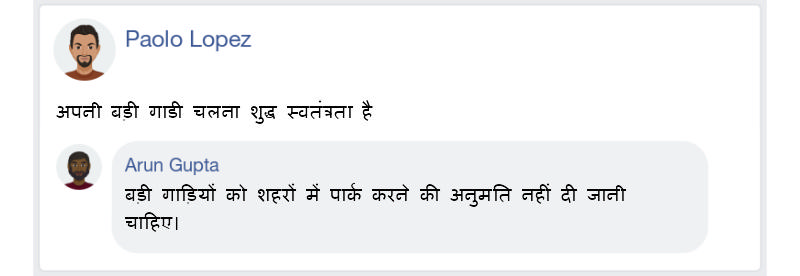 Paolo Lopez
अपनी बड़ी गाडी चलना शुद्ध स्वतंत्रता है
Arun Gupta
बड़ी गाड़ियों को शहरों में पार्क करने की अनुमति नहीं दी जानी
चाहिए।